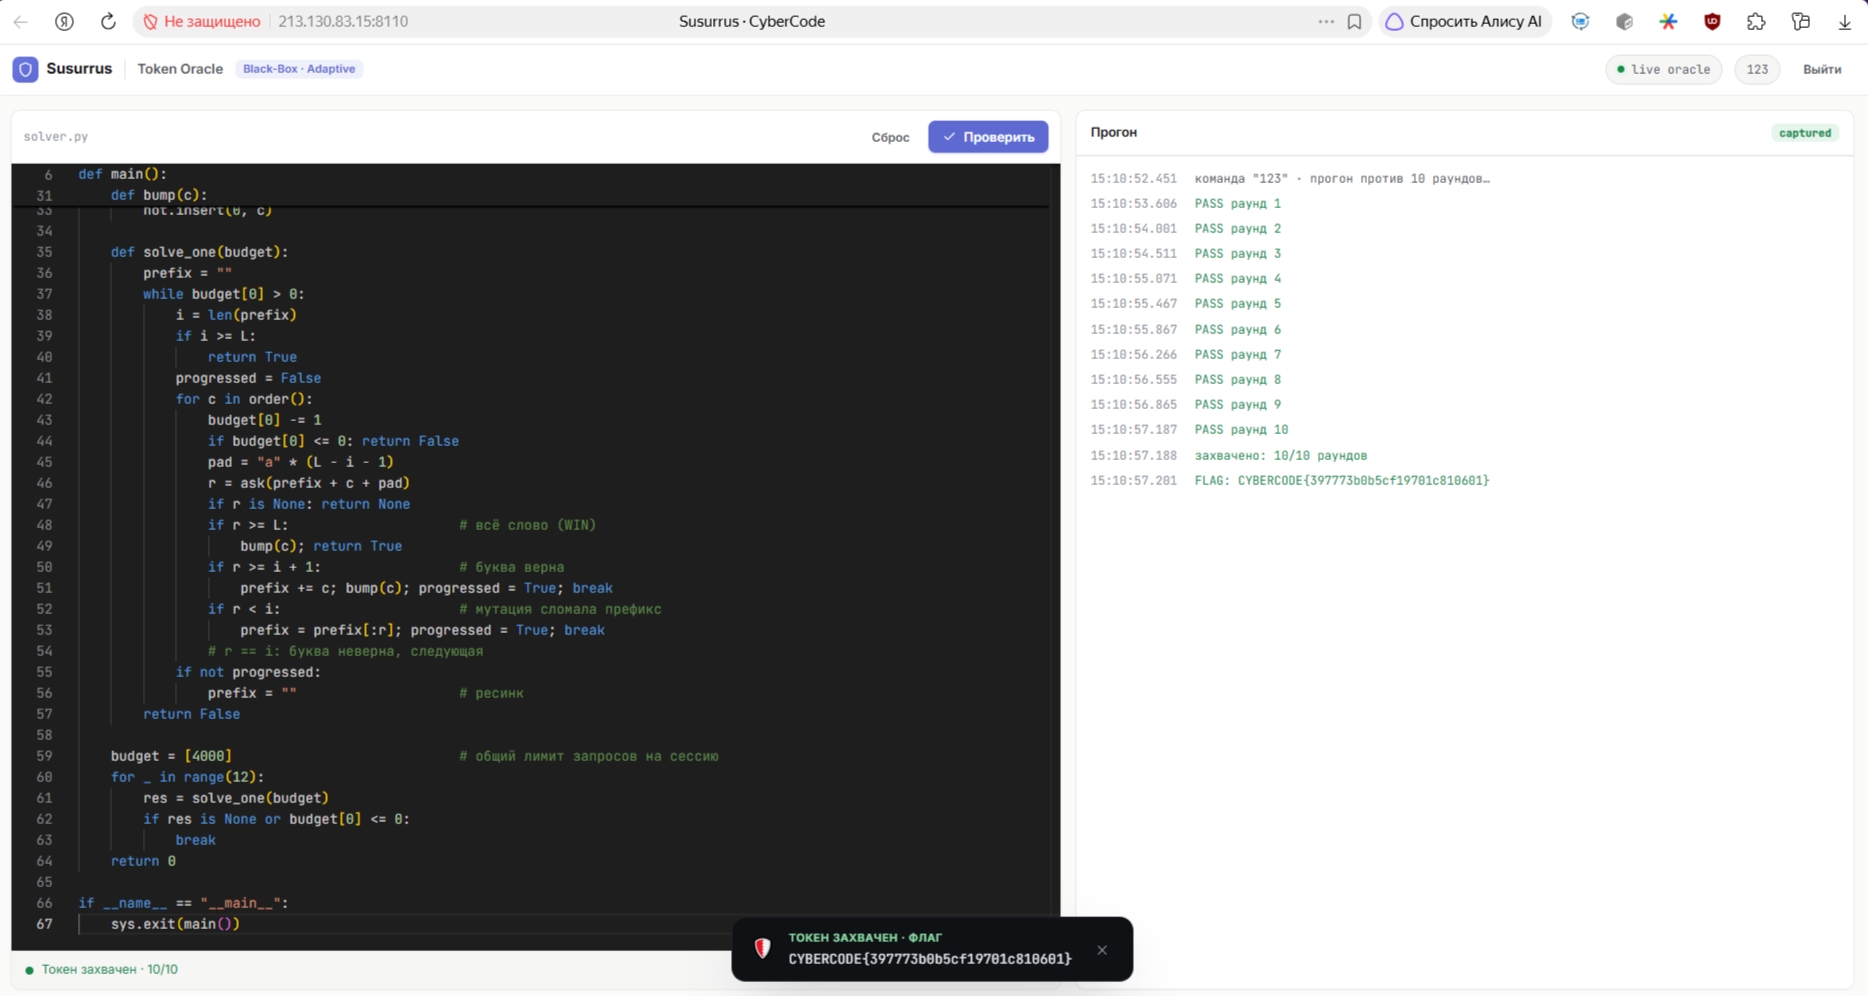 Не защищено 213.130.83.15:8110 Susurrus · CyberCode Спросить Алису AI
Susurrus Token Oracle Black-Box · Adaptive live oracle 123 Выйти
solver.py Сброс Проверить
6 def main():
31 def bump(c):
33 hot.insert(0, c)
34
35 def solve_one(budget):
36 prefix = ""
37 while budget[0] > 0:
38 i = len(prefix)
39 if i >= L:
40 return True
41 progressed = False
42 for c in order():
43 budget[0] -= 1
44 if budget[0] <= 0: return False
45 pad = "a" * (L - i - 1)
46 r = ask(prefix + c + pad)
47 if r is None: return None
48 if r >= L: # всё слово (WIN)
49 bump(c); return True
50 if r >= i + 1: # буква верна
51 prefix += c; bump(c); progressed = True; break
52 if r < i: # мутация сломала префикс
53 prefix = prefix[:r]; progressed = True; break
54 # r == i: буква неверна, следующая
55 if not progressed:
56 prefix = "" # ресинк
57 return False
58
59 budget = [4000] # общий лимит запросов на сессию
60 for _ in range(12):
61 res = solve_one(budget)
62 if res is None or budget[0] <= 0:
63 break
64 return 0
65
66 if __name__ == "__main__":
67 sys.exit(main())
Токен захвачен · 10/10
Прогон captured
15:10:52.451 команда "123" · прогон против 10 раундов…
15:10:53.606 PASS раунд 1
15:10:54.001 PASS раунд 2
15:10:54.511 PASS раунд 3
15:10:55.071 PASS раунд 4
15:10:55.467 PASS раунд 5
15:10:55.867 PASS раунд 6
15:10:56.266 PASS раунд 7
15:10:56.555 PASS раунд 8
15:10:56.865 PASS раунд 9
15:10:57.187 PASS раунд 10
15:10:57.188 захвачено: 10/10 раундов
15:10:57.201 FLAG: CYBERCODE{397773b0b5cf19701c810601}
ТОКЕН ЗАХВАЧЕН · ФЛАГ
CYBERCODE{397773b0b5cf19701c810601}